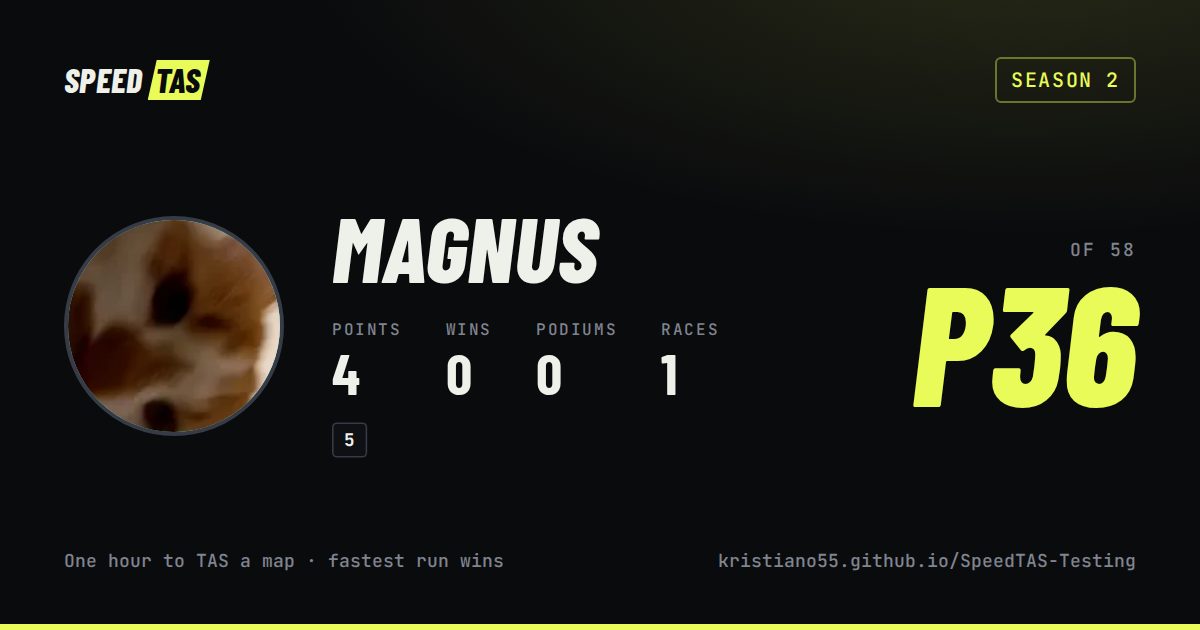 SPEED TAS
SEASON 2
MAGNUS
OF 58
P36
POINTS WINS PODIUMS RACES
4 0 0 1
5
One hour to TAS a map · fastest run wins
kristiano55.github.io/SpeedTAS-Testing